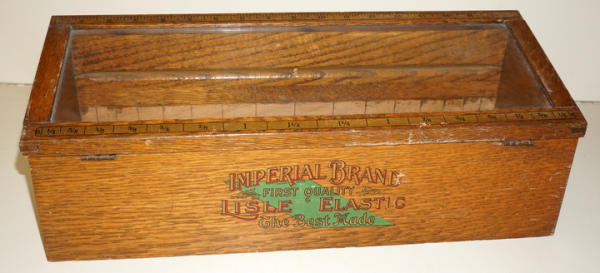 IMPERIAL BRAND
FIRST QUALITY
LISLE ELASTIC
The Best Made